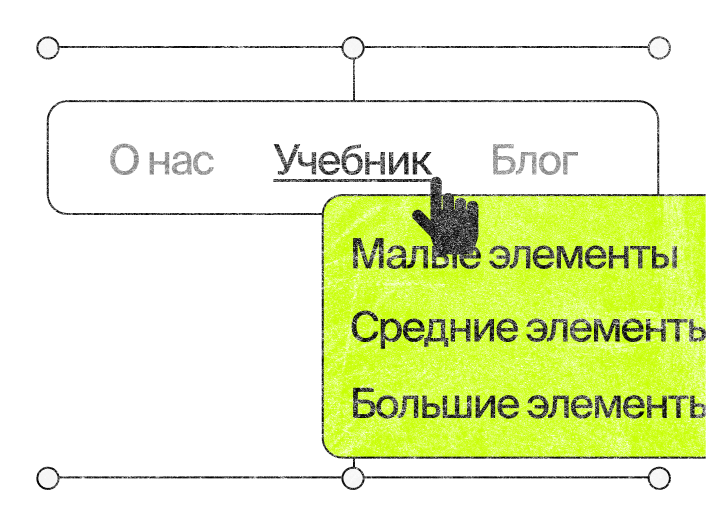 О нас Учебник Блог
Малые элементы
Средние элементы
Большие элементы